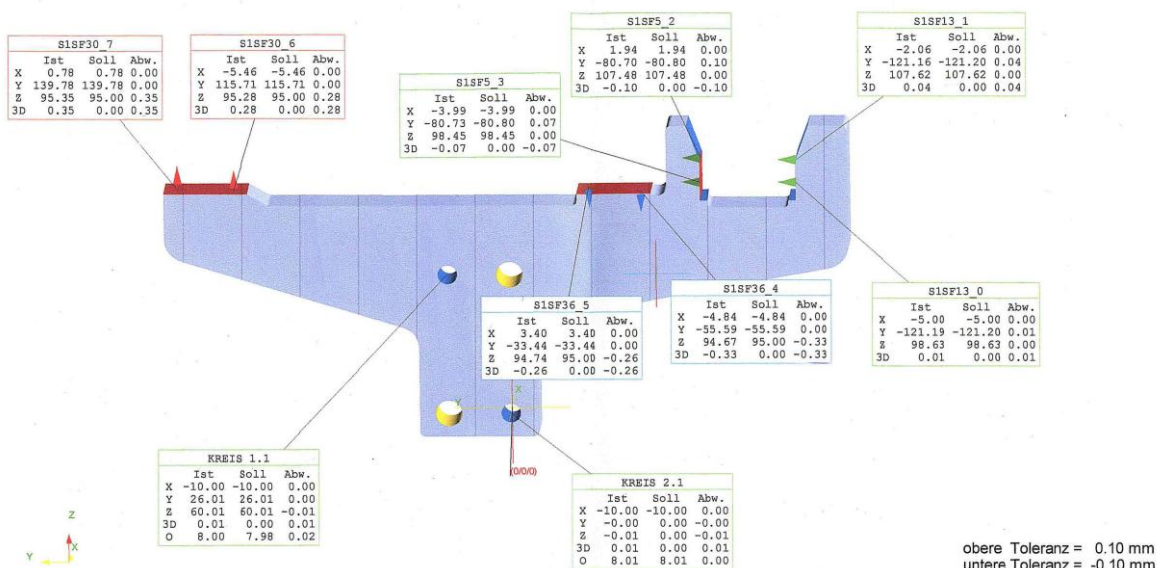 S1SF30_7
Ist Soll Abw.
X 0.78 0.78 0.00
Y 139.78 139.78 0.00
Z 95.35 95.00 0.35
3D 0.35 0.00 0.35
S1SF30_6
Ist Soll Abw.
X -5.46 -5.46 0.00
Y 115.71 115.71 0.00
Z 95.28 95.00 0.28
3D 0.28 0.00 0.28
S1SF5_3
Ist Soll Abw.
X -3.99 -3.99 0.00
Y -80.73 -80.80 0.07
Z 98.45 98.45 0.00
3D -0.07 0.00 -0.07
S1SF5_2
Ist Soll Abw.
X 1.94 1.94 0.00
Y -80.70 -80.80 0.10
Z 107.48 107.48 0.00
3D -0.10 0.00 -0.10
S1SF13_1
Ist Soll Abw.
X -2.06 -2.06 0.00
Y -121.16 -121.20 0.04
Z 107.62 107.62 0.00
3D 0.04 0.00 0.04
S1SF36_5
Ist Soll Abw.
X 3.40 3.40 0.00
Y -33.44 -33.44 0.00
Z 94.74 95.00 -0.26
3D -0.26 0.00 -0.26
S1SF36_4
Ist Soll Abw.
X -4.84 -4.84 0.00
Y -55.59 -55.59 0.00
Z 94.67 95.00 -0.33
3D -0.33 0.00 -0.33
S1SF13_0
Ist Soll Abw.
X -5.00 -5.00 0.00
Y -121.19 -121.20 0.01
Z 98.63 98.63 0.00
3D 0.01 0.00 0.01
X
Y
(0/0/0)
KREIS 1.1
Ist Soll Abw.
X -10.00 -10.00 0.00
Y 26.01 26.01 0.00
Z 60.01 60.01 -0.01
3D 0.01 0.00 0.01
O 8.00 7.98 0.02
KREIS 2.1
Ist Soll Abw.
X -10.00 -10.00 0.00
Y -0.00 0.00 -0.00
Z -0.01 0.00 -0.01
3D 0.01 0.00 0.01
O 8.01 8.01 0.00
Z
X
Y
obere Toleranz = 0.10 mm
untere Toleranz = -0.10 mm